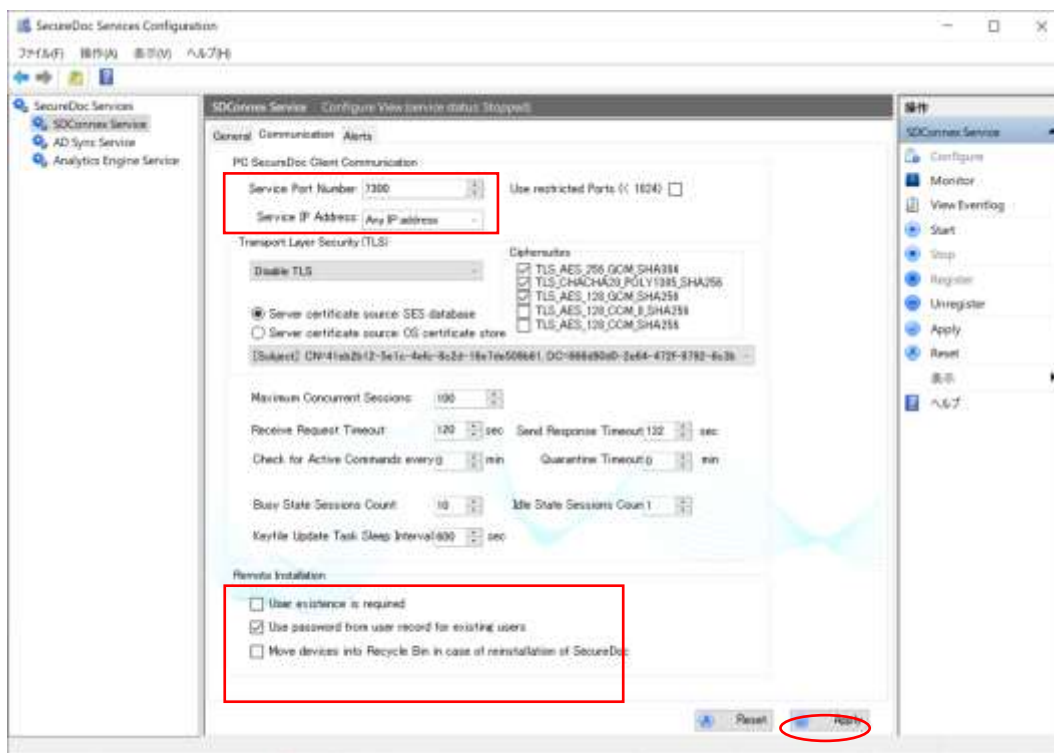 SecureDoc Services Configuration
ファイル(F) 操作(A) 表示(V) ヘルプ(H)
SecureDoc Services
SDConnex Service
AD Sync Service
Analytics Engine Service
SDConnex Service Configure View (service status: Stopped)
General Communication Alerts
PC SecureDoc Client Communication
Service Port Number 7300
Use restricted Ports (< 1024)
Service IP Address: Any IP address
Transport Layer Security (TLS)
Disable TLS
Ciphersuites
TLS_AES_256_GCM_SHA384
TLS_CHACHA20_POLY1305_SHA256
TLS_AES_128_GCM_SHA256
TLS_AES_128_CCM_8_SHA256
TLS_AES_128_CCM_SHA256
Server certificate source: SES database
Server certificate source: OS certificate store
[Subject]
Maximum Concurrent Sessions: 100
Receive Request Timeout 120 sec Send Response Timeout 132 sec
Check for Active Commands every 0 min Quarantine Timeout 0 min
Busy State Sessions Count 10 Idle State Sessions Coun 1
Keyfile Update Task Sleep Interval 600 sec
Remote Installation
User existence is required
Use password from user record for existing users
Move devices into Recycle Bin in case of reinstallation of SecureDoc
Reset Apply
操作
SDConnex Service
Configure
Monitor
View Eventlog
Start
Stop
Register
Unregister
Apply
Reset
表示
ヘルプ